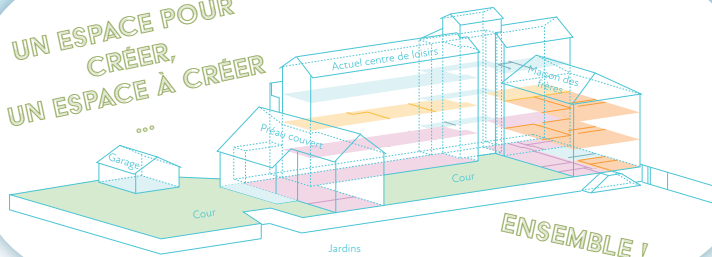 UN ESPACE POUR
CRÉER,
UN ESPACE À CRÉER
...
Actuel centre de loisirs
Maison des
frères
Préau couvert
Garage
Cour
Cour
Jardins
ENSEMBLE !